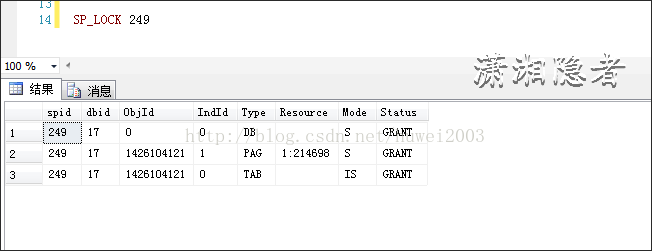 13
14 SP_LOCK 249
100 %
潇湘隐者
结果 消息
spid dbid ObjId IndId Type Resource Mode Status
1 249 17 0 0 DB S GRANT
2 249 17 1426104121 1 PAG 1:214698 S GRANT
3 249 17 1426104121 0 TAB IS GRANT
http://blog.csdn.net/huwei2003